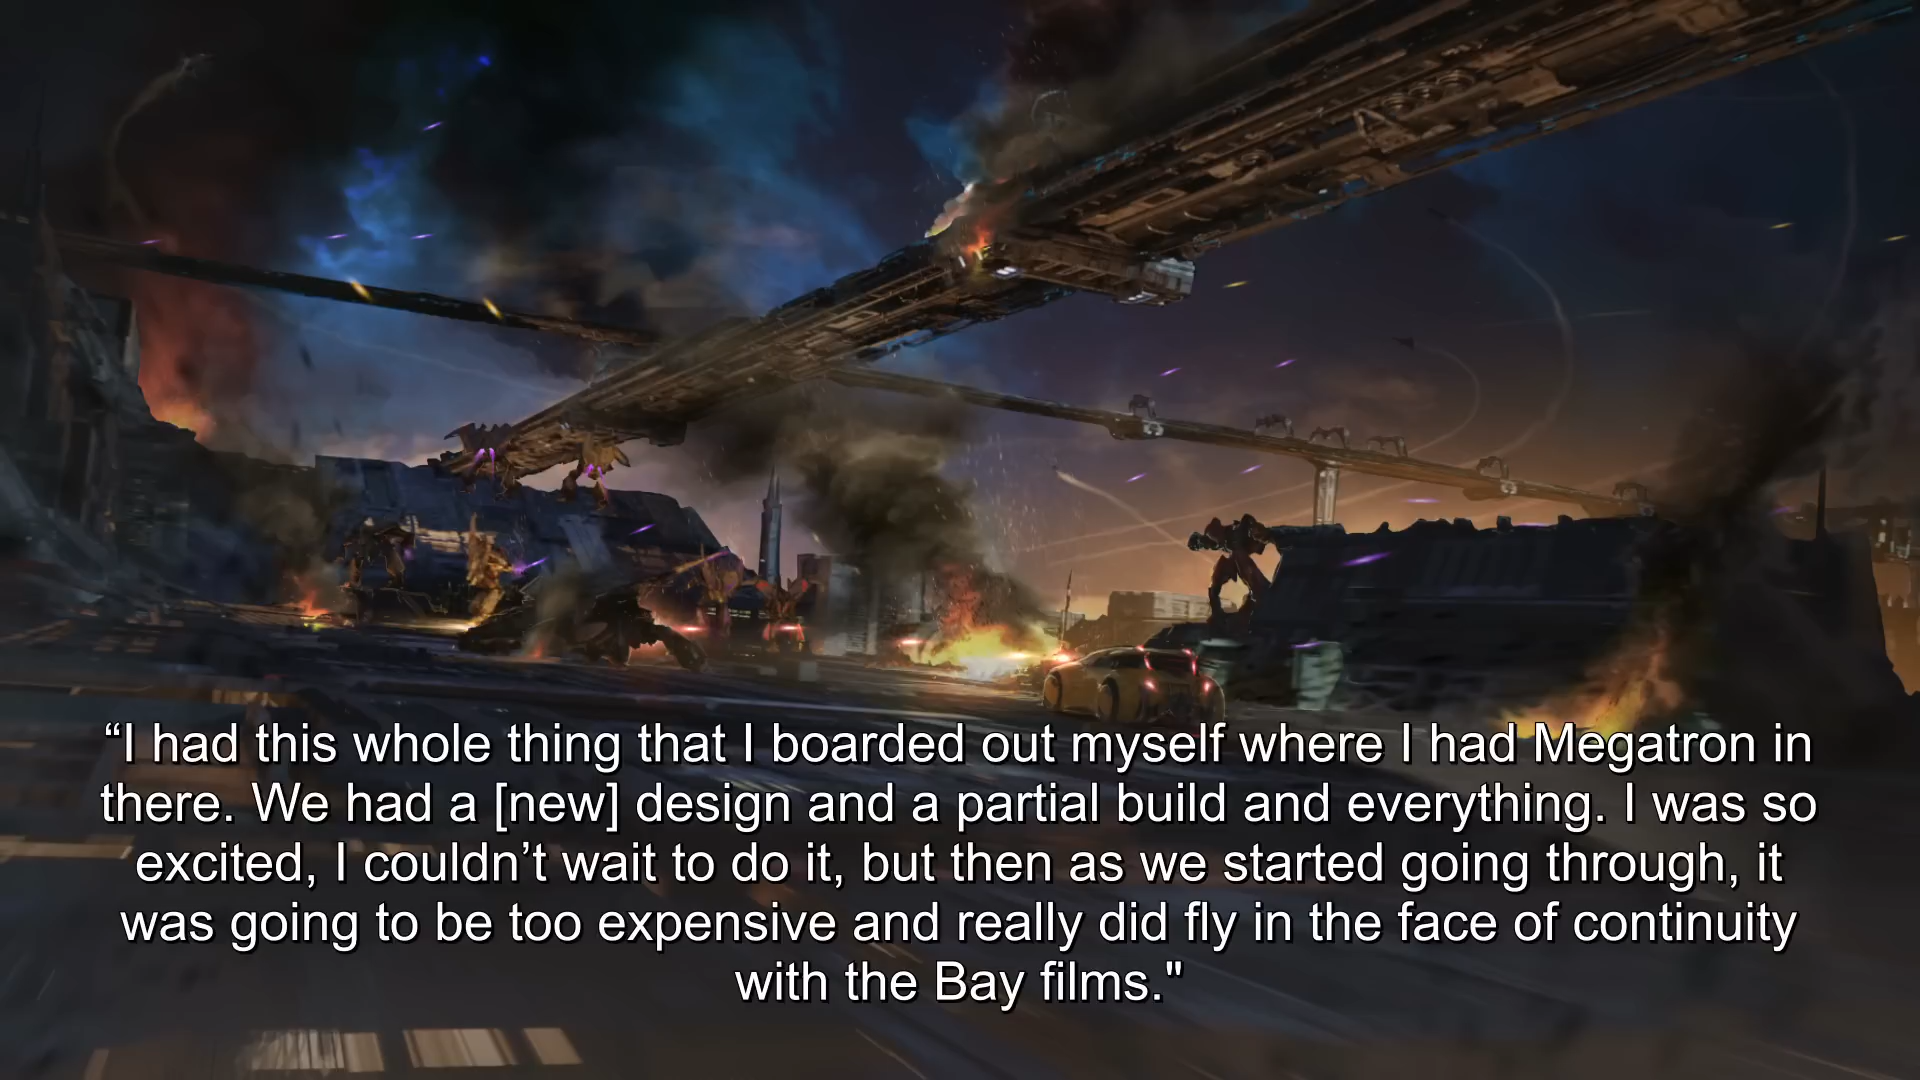 “I had this whole thing that I boarded out myself where I had Megatron in
there. We had a [new] design and a partial build and everything. I was so
excited, I couldn’t wait to do it, but then as we started going through, it
was going to be too expensive and really did fly in the face of continuity
with the Bay films."